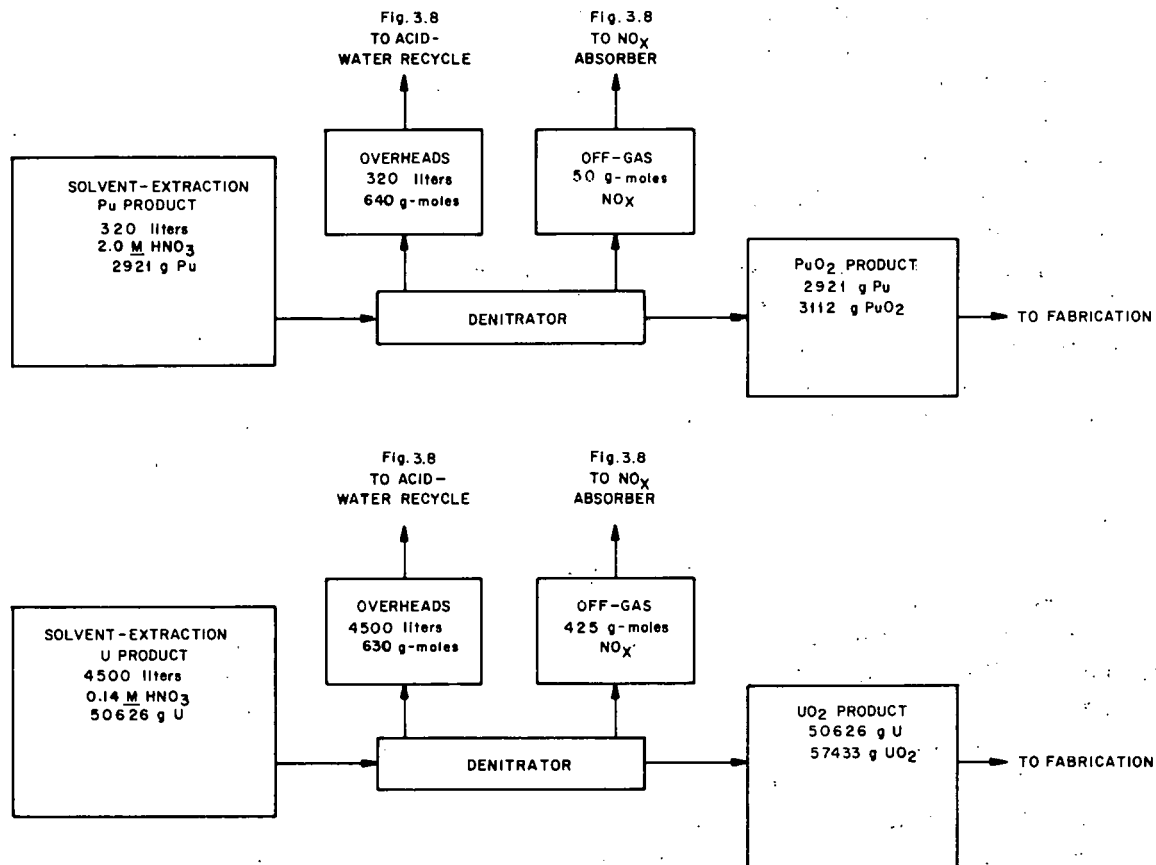 Fig. 3.8
TO ACID-
WATER RECYCLE
Fig. 3.8
TO NOX
ABSORBER
OVERHEADS
320 liters
640 g-moles
OFF-GAS
50 g-moles
NOX
SOLVENT-EXTRACTION
Pu PRODUCT
320 liters
2.0 M HNO3
2921 g Pu
DENITRATOR
PuO2 PRODUCT
2921 g Pu
3112 g PuO2
TO FABRICATION
Fig. 3.8
TO ACID-
WATER RECYCLE
Fig. 3.8
TO NOX
ABSORBER
OVERHEADS
4500 liters
630 g-moles
OFF-GAS
425 g-moles
NOX
SOLVENT-EXTRACTION
U PRODUCT
4500 liters
0.14 M HNO3
50626 g U
DENITRATOR
UO2 PRODUCT
50626 g U
57433 g UO2
TO FABRICATION